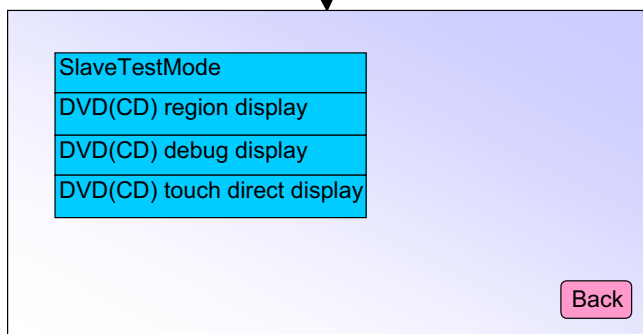 SlaveTestMode
DVD(CD) region display
DVD(CD) debug display
DVD(CD) touch direct display
Back